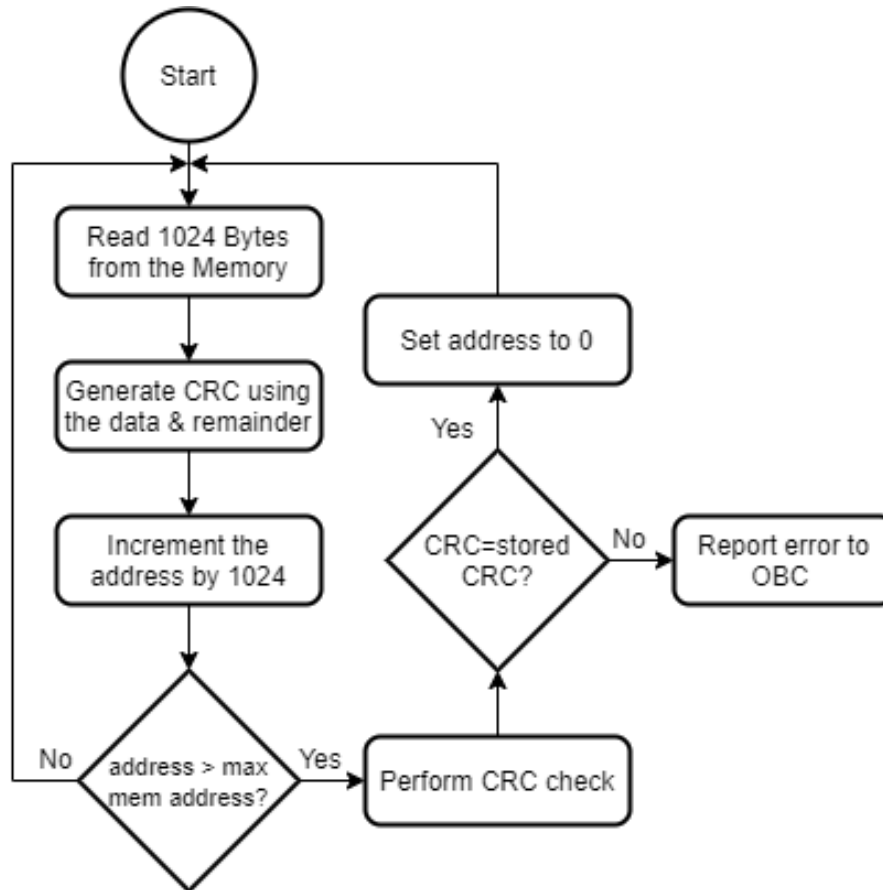 Start
Read 1024 Bytes
from the Memory
Generate CRC using
the data & remainder
Increment the
address by 1024
address > max
mem address?
No
Yes
Perform CRC check
CRC=stored
CRC?
Yes
No
Set address to 0
Report error to
OBC